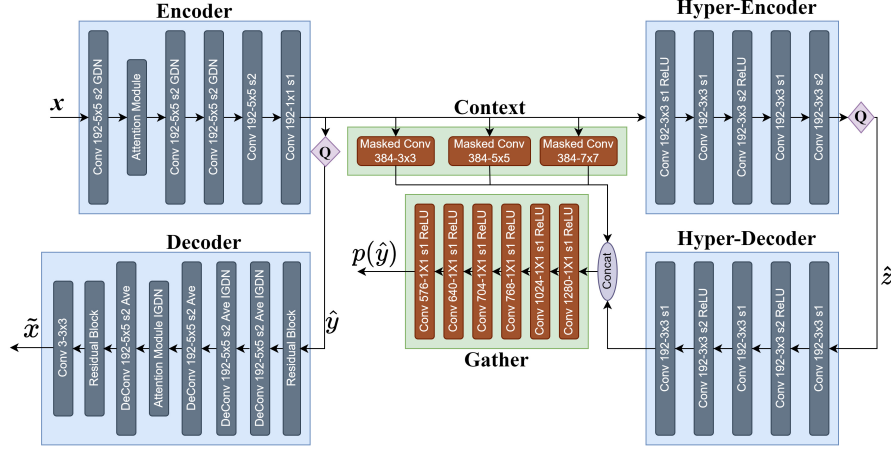 Encoder
Hyper-Encoder
x
Conv 192-5x5 s2 GDN
Attention Module
Conv 192-5x5 s2 GDN
Conv 192-5x5 s2 GDN
Conv 192-5x5 s2
Conv 192-1x1 s1
Q
Context
Masked Conv
384-3x3
Masked Conv
384-5x5
Masked Conv
384-7x7
Conv 192-3x3 s1 ReLU
Conv 192-3x3 s1
Conv 192-3x3 s2 ReLU
Conv 192-3x3 s1
Conv 192-3x3 s2
Q
Decoder
x̃
Conv 3-3x3
Residual Block
DeConv 192-5x5 s2 Ave
Attention Module IGDN
DeConv 192-5x5 s2 Ave
DeConv 192-5x5 s2 Ave IGDN
DeConv 192-5x5 s2 Ave IGDN
Residual Block
ŷ
p(ŷ)
Conv 576-1X1 s1 ReLU
Conv 640-1X1 s1 ReLU
Conv 704-1X1 s1 ReLU
Conv 768-1X1 s1 ReLU
Conv 1024-1X1 s1 ReLU
Conv 1280-1X1 s1 ReLU
Gather
Concat
Hyper-Decoder
Conv 192-3x3 s1
Conv 192-3x3 s2 ReLU
Conv 192-3x3 s1
Conv 192-3x3 s2 ReLU
Conv 192-3x3 s1
ẑ